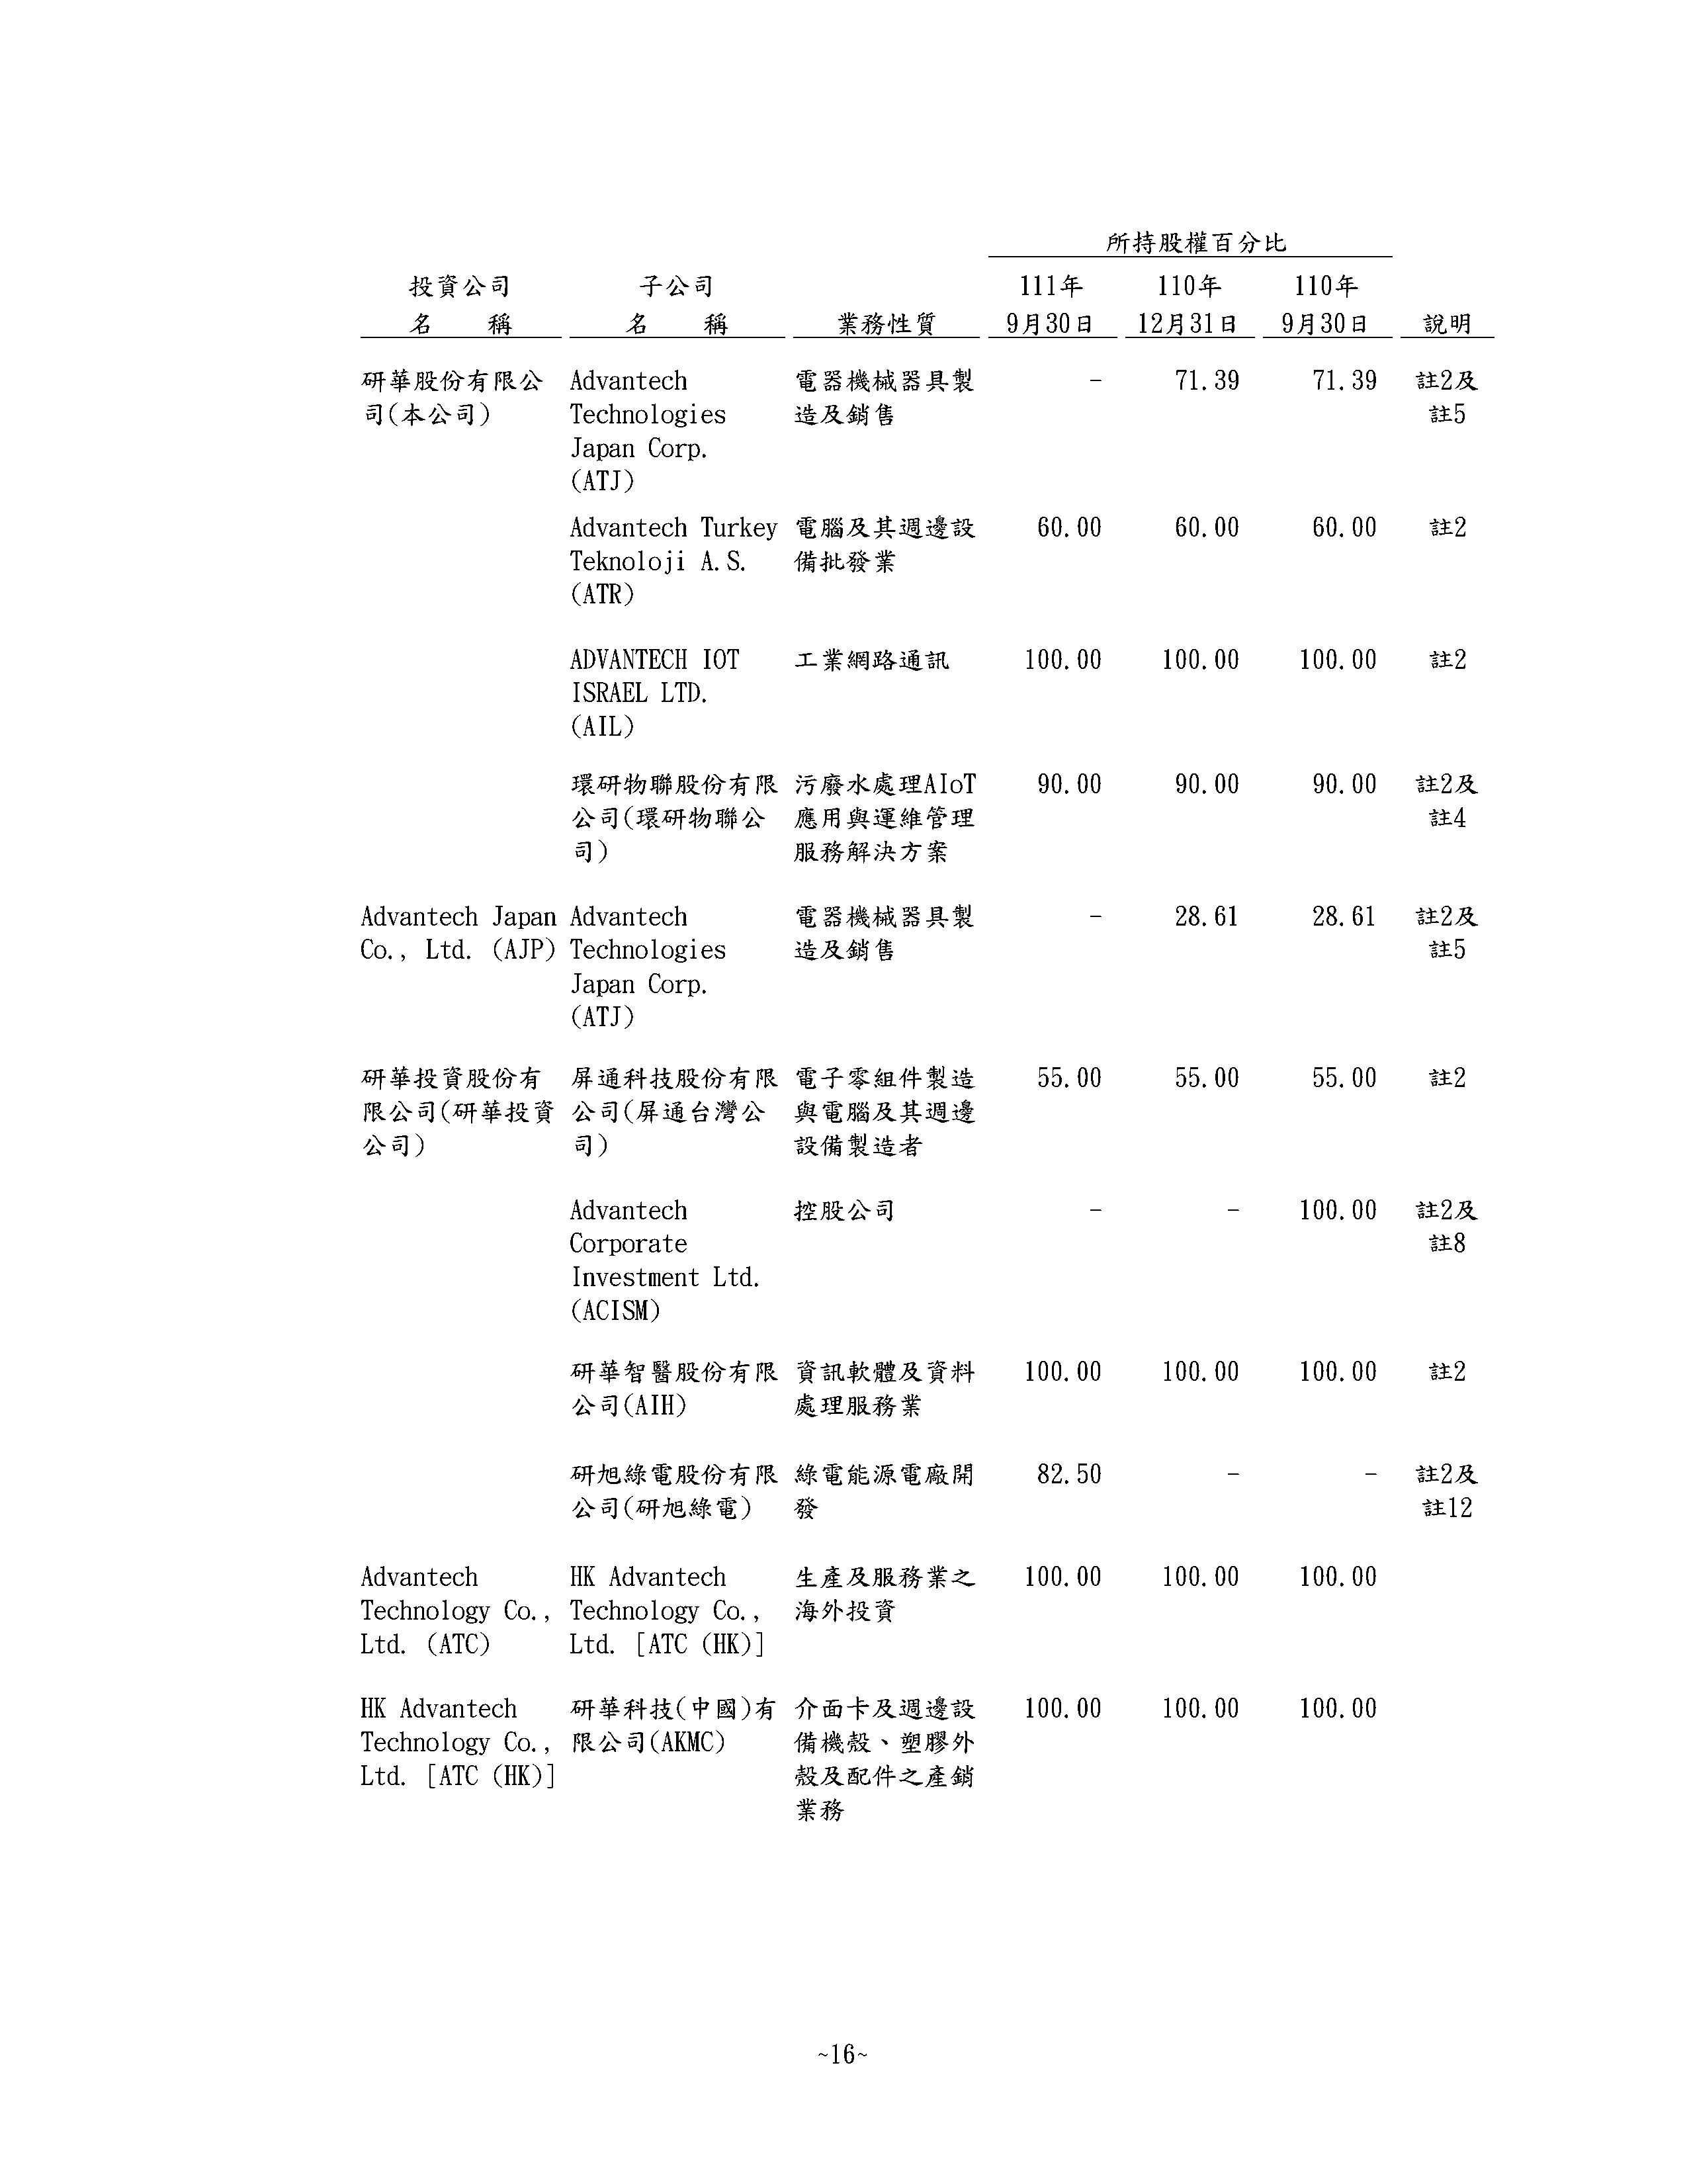 所持股權百分比
投資公司 子公司 111年 110年 110年
名 稱 名 稱 業務性質 9月30日 12月31日 9月30日 說明
研華股份有限公 Advantech 電器機械器具製 - 71.39 71.39 註2及
司(本公司) Technologies 造及銷售 註5
Japan Corp.
(ATJ)
Advantech Turkey 電腦及其週邊設 60.00 60.00 60.00 註2
Teknoloji A.S. 備批發業
(ATR)
ADVANTECH IOT 工業網路通訊 100.00 100.00 100.00 註2
ISRAEL LTD.
(AIL)
環研物聯股份有限 污廢水處理AIoT 90.00 90.00 90.00 註2及
公司(環研物聯公 應用與運維管理 註4
司) 服務解決方案
Advantech Japan Advantech 電器機械器具製 - 28.61 28.61 註2及
Co., Ltd. (AJP) Technologies 造及銷售 註5
Japan Corp.
(ATJ)
研華投資股份有 屏通科技股份有限 電子零組件製造 55.00 55.00 55.00 註2
限公司(研華投資 公司(屏通台灣公 與電腦及其週邊
公司) 司) 設備製造者
Advantech 控股公司 - - 100.00 註2及
Corporate 註8
Investment Ltd.
(ACISM)
研華智醫股份有限 資訊軟體及資料 100.00 100.00 100.00 註2
公司(AIH) 處理服務業
研旭綠電股份有限 綠電能源電廠開 82.50 - - 註2及
公司(研旭綠電) 發 註12
Advantech HK Advantech 生產及服務業之 100.00 100.00 100.00
Technology Co., Technology Co., 海外投資
Ltd. (ATC) Ltd. [ATC (HK)]
HK Advantech 研華科技(中國)有 介面卡及週邊設 100.00 100.00 100.00
Technology Co., 限公司(AKMC) 備機殼、塑膠外
Ltd. [ATC (HK)] 殼及配件之產銷
業務
~16~